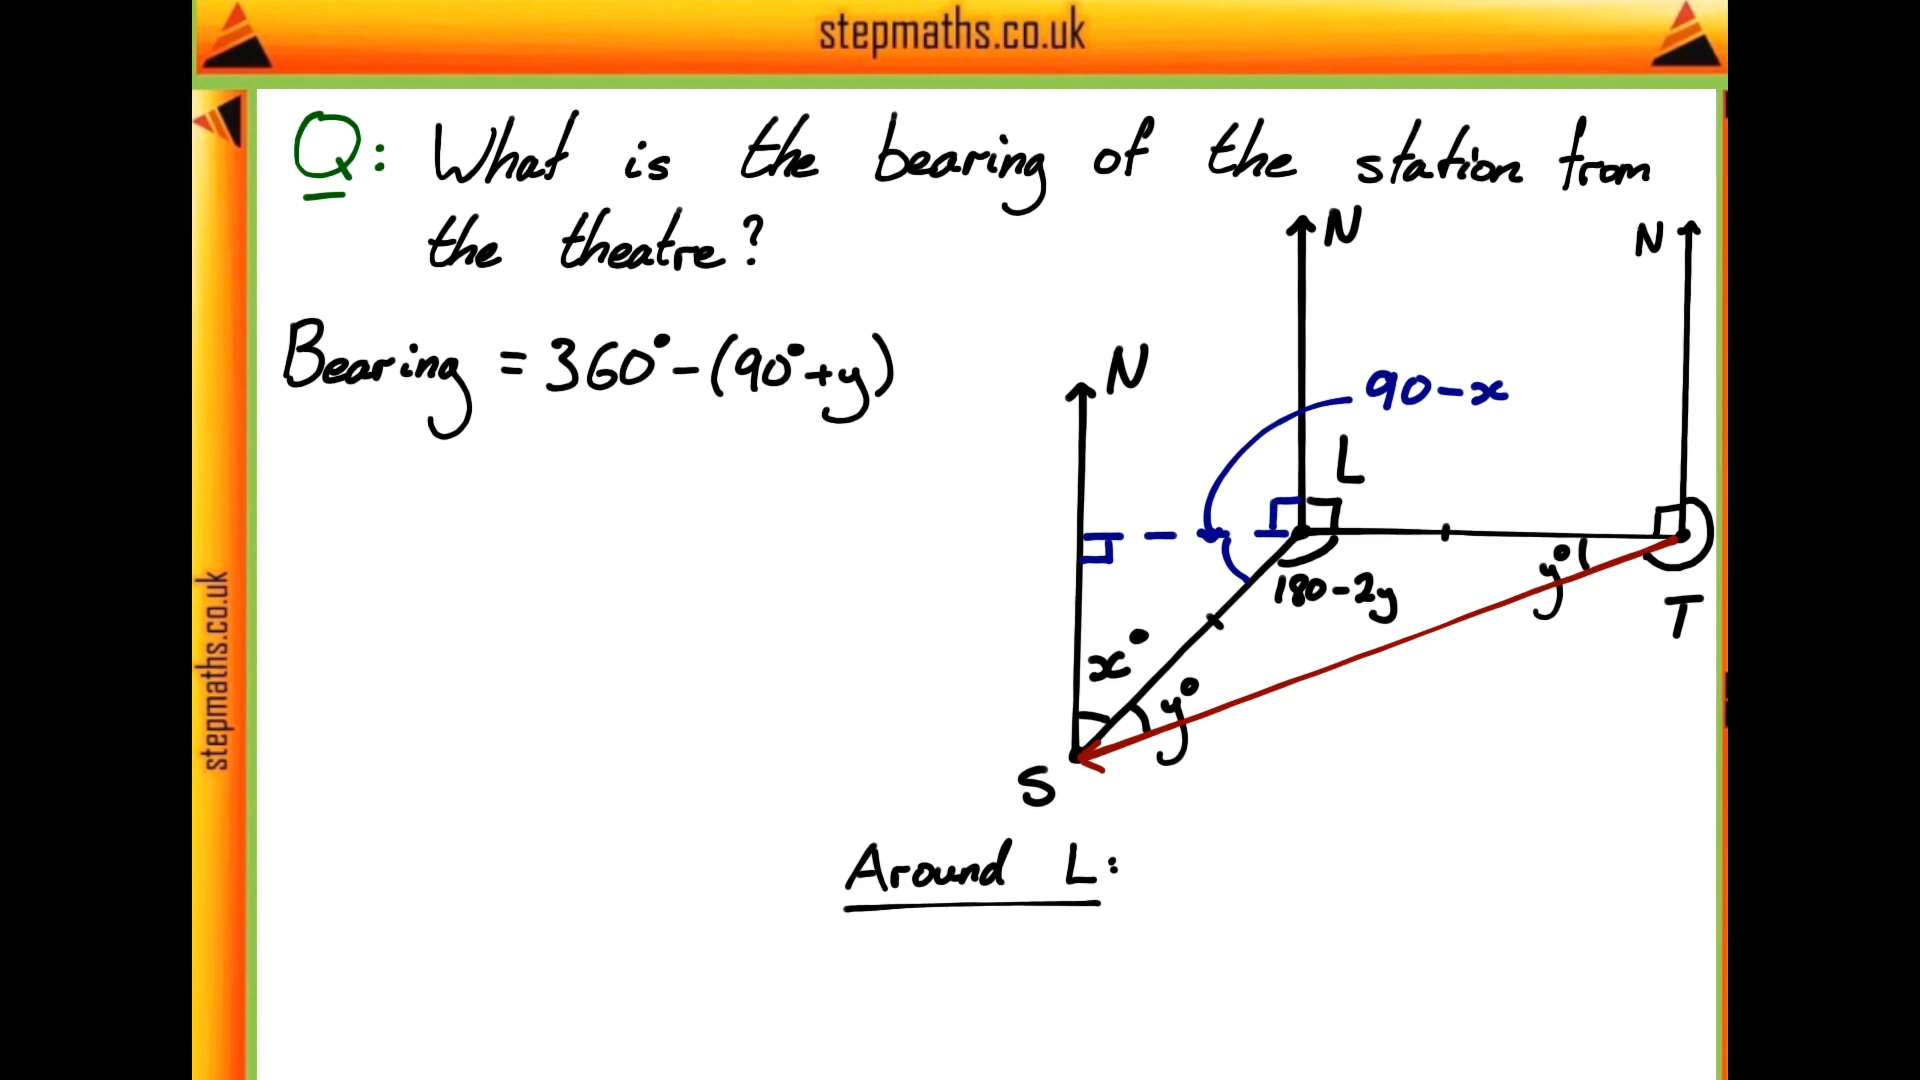 stepmaths.co.uk
stepmaths.co.uk
Q: What is the bearing of the station from
the theatre?
N
N
Bearing = 360° - (90° + y)
N
90 - x
L
y°
180 - 2y
T
x°
y°
S
Around L: